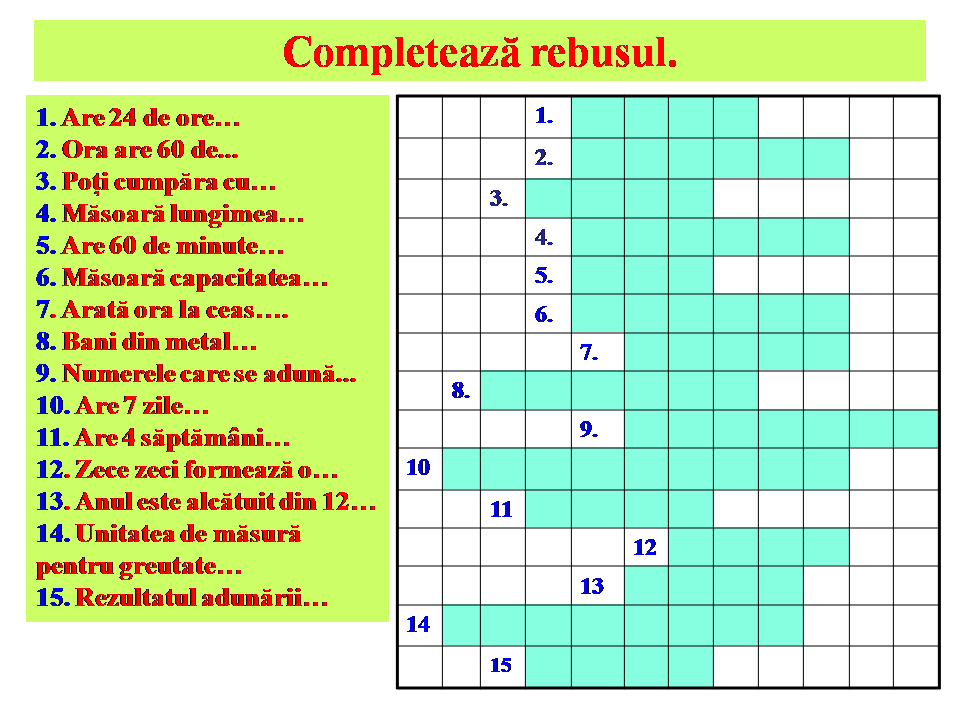 Completează rebusul.
1. Are 24 de ore…
2. Ora are 60 de...
3. Poți cumpăra cu…
4. Măsoară lungimea…
5. Are 60 de minute…
6. Măsoară capacitatea…
7. Arată ora la ceas….
8. Bani din metal…
9. Numerele care se adună...
10. Are 7 zile…
11. Are 4 săptămâni…
12. Zece zeci formează o…
13. Anul este alcătuit din 12…
14. Unitatea de măsură
pentru greutate…
15. Rezultatul adunării…
1.
2.
3.
4.
5.
6.
7.
8.
9.
10
11
12
13
14
15